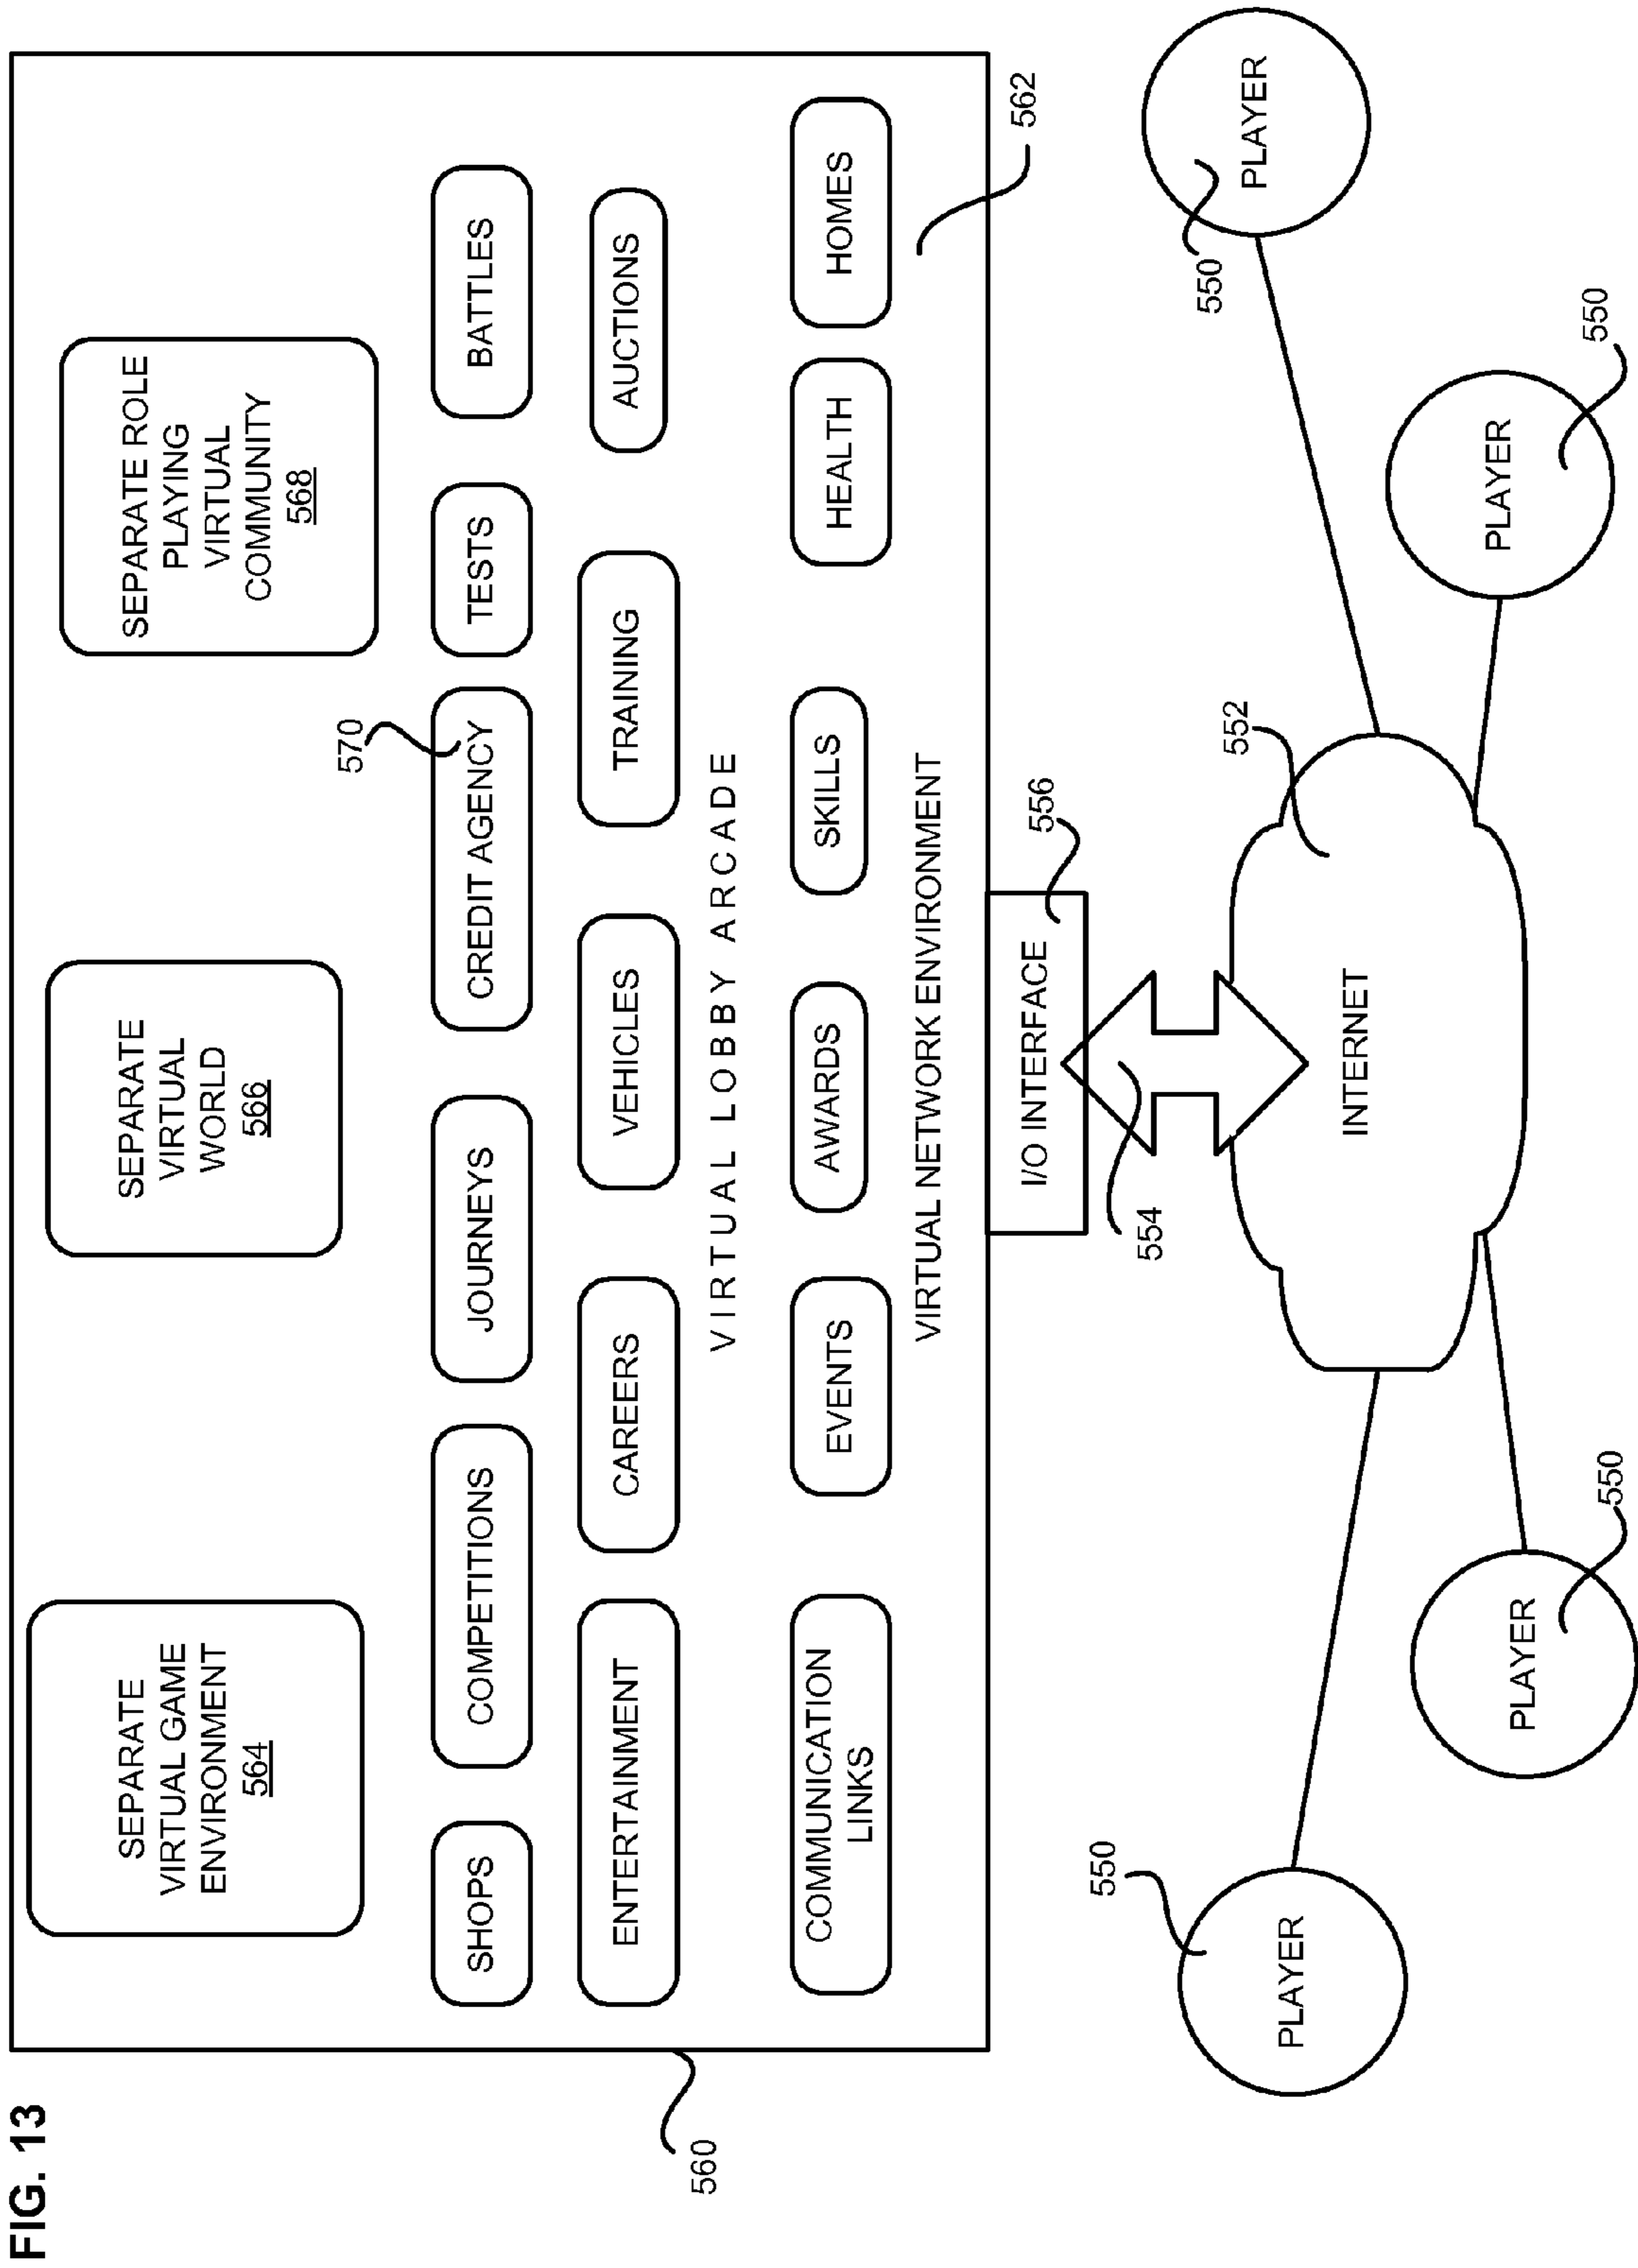 FIG. 13
SEPARATE
VIRTUAL GAME
ENVIRONMENT
564
SEPARATE
VIRTUAL
WORLD
566
SEPARATE ROLE
PLAYING
VIRTUAL
COMMUNITY
568
570
SHOPS
COMPETITIONS
JOURNEYS
CREDIT AGENCY
TESTS
BATTLES
ENTERTAINMENT
CAREERS
VEHICLES
TRAINING
AUCTIONS
560
VIRTUAL LOBBY ARCADE
COMMUNICATION
LINKS
EVENTS
AWARDS
SKILLS
HEALTH
HOMES
VIRTUAL NETWORK ENVIRONMENT
562
I/O INTERFACE
556
554
552
INTERNET
550
PLAYER
550
PLAYER
550
PLAYER
550
PLAYER